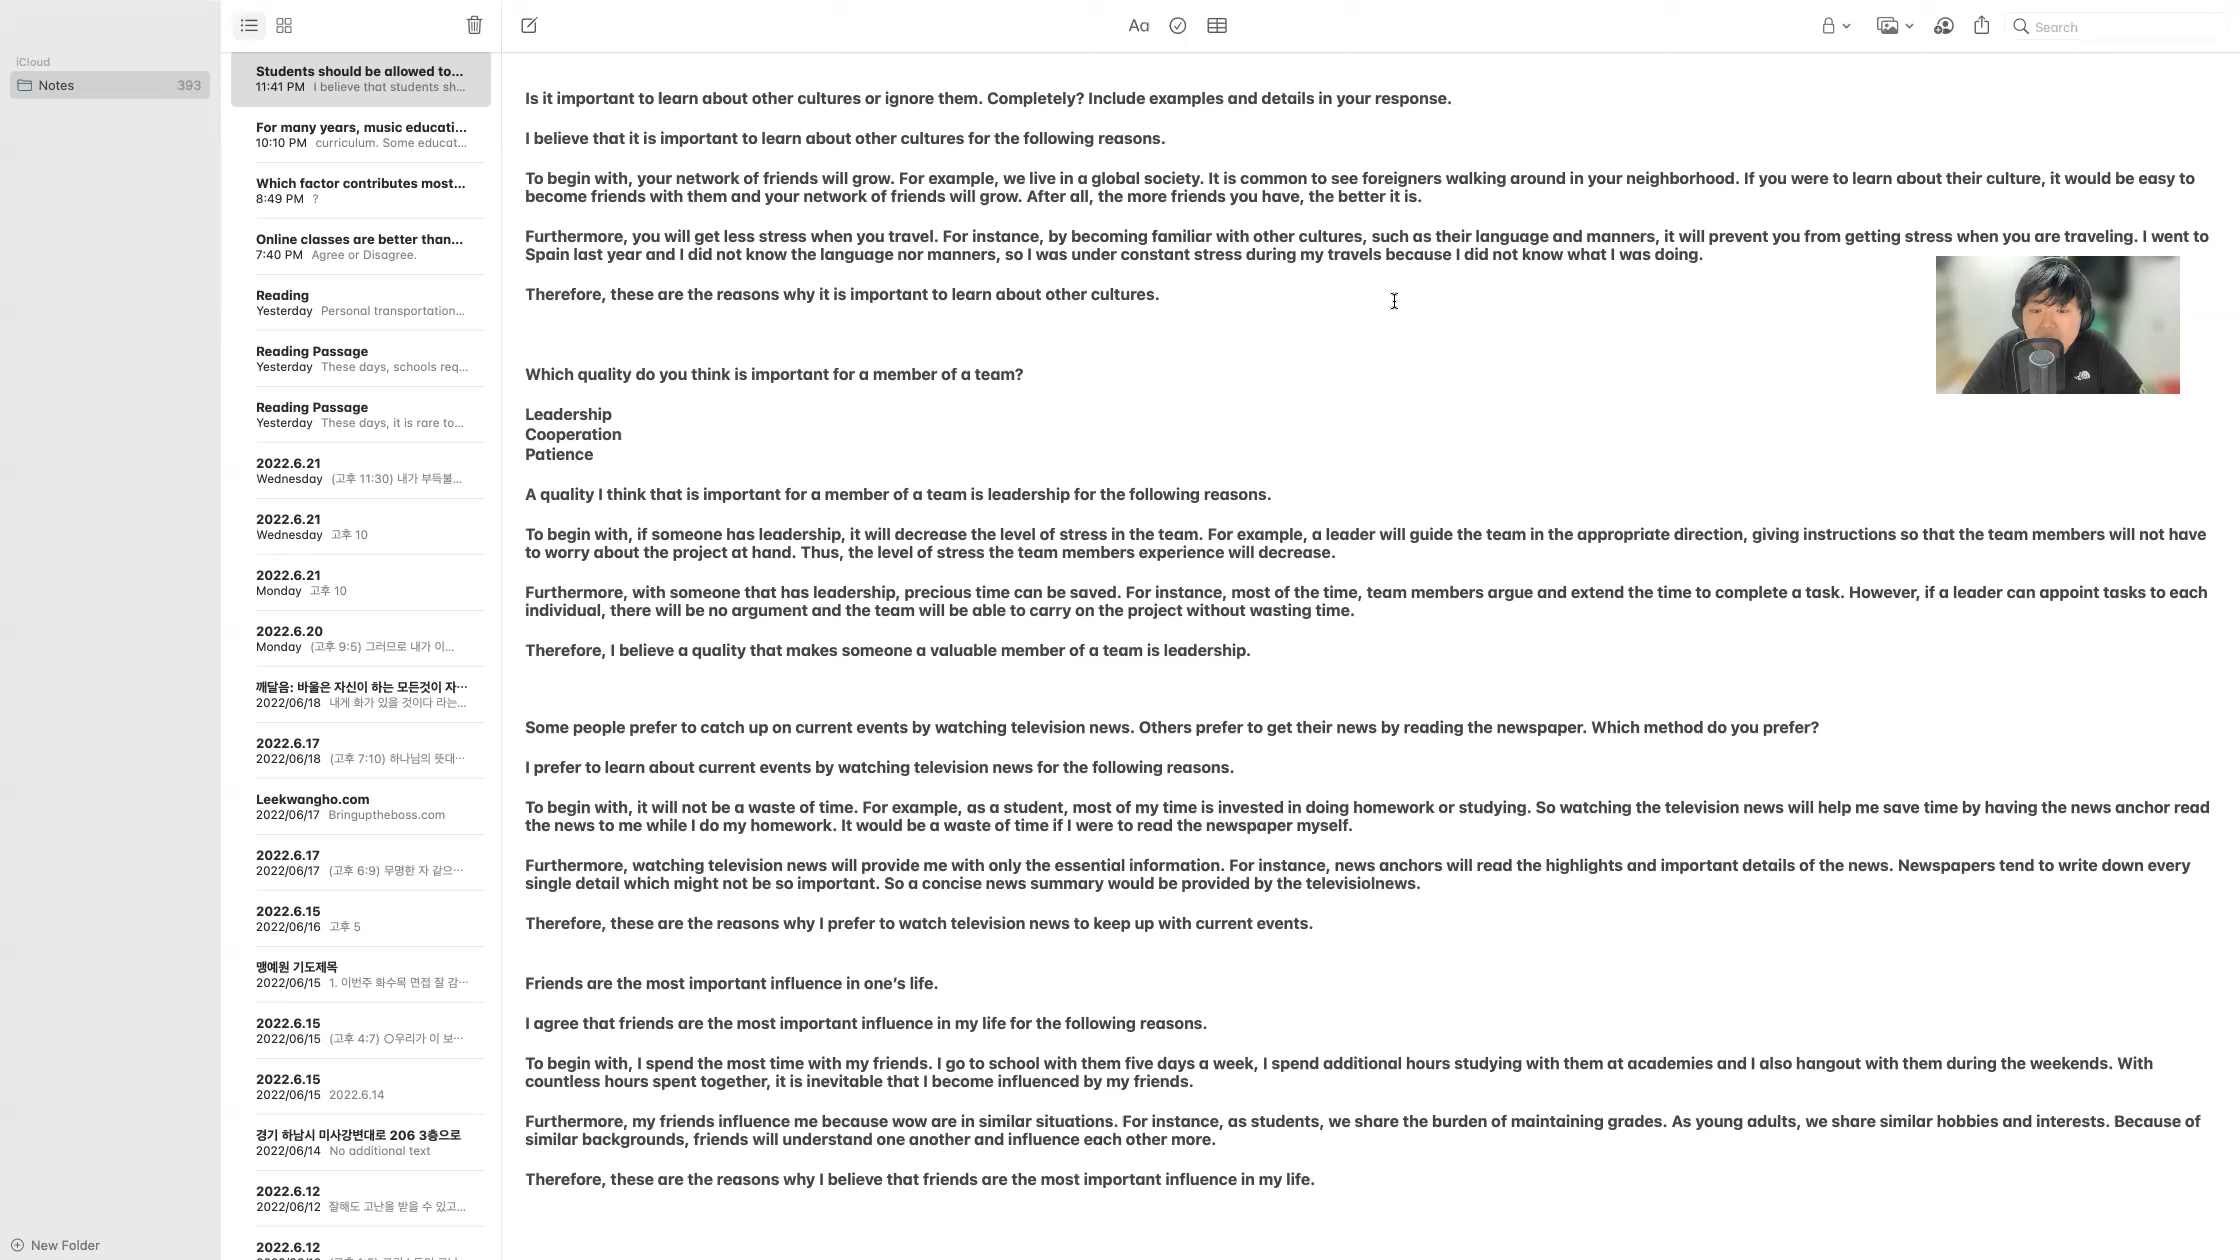 iCloud
Notes 393
New Folder
Search
Aa
Students should be allowed to...
11:41 PM I believe that students sh...
For many years, music educati...
10:10 PM curriculum. Some educat...
Which factor contributes most...
8:49 PM ?
Online classes are better than...
7:40 PM Agree or Disagree.
Reading
Yesterday Personal transportation...
Reading Passage
Yesterday These days, schools req...
Reading Passage
Yesterday These days, it is rare to...
2022.6.21
Wednesday (고후 11:30) 내가 부득불...
2022.6.21
Wednesday 고후 10
2022.6.21
Monday 고후 10
2022.6.20
Monday (고후 9:5) 그러므로 내가 이...
깨달음: 바울은 자신이 하는 모든것이 자…
2022/06/18 내게 화가 있을 것이다 라는...
2022.6.17
2022/06/18 (고후 7:10) 하나님의 뜻대…
Leekwangho.com
2022/06/17 Bringuptheboss.com
2022.6.17
2022/06/17 (고후 6:9) 무명한 자 같으…
2022.6.15
2022/06/16 고후 5
맹예원 기도제목
2022/06/15 1. 이번주 화수목 면접 잘 감…
2022.6.15
2022/06/15 (고후 4:7) ○우리가 이 보…
2022.6.15
2022/06/15 2022.6.14
경기 하남시 미사강변대로 206 3층으로
2022/06/14 No additional text
2022.6.12
2022/06/12 잘해도 고난을 받을 수 있고...
2022.6.12
Is it important to learn about other cultures or ignore them. Completely? Include examples and details in your response.
I believe that it is important to learn about other cultures for the following reasons.
To begin with, your network of friends will grow. For example, we live in a global society. It is common to see foreigners walking around in your neighborhood. If you were to learn about their culture, it would be easy to
become friends with them and your network of friends will grow. After all, the more friends you have, the better it is.
Furthermore, you will get less stress when you travel. For instance, by becoming familiar with other cultures, such as their language and manners, it will prevent you from getting stress when you are traveling. I went to
Spain last year and I did not know the language nor manners, so I was under constant stress during my travels because I did not know what I was doing.
Therefore, these are the reasons why it is important to learn about other cultures.
Which quality do you think is important for a member of a team?
Leadership
Cooperation
Patience
A quality I think that is important for a member of a team is leadership for the following reasons.
To begin with, if someone has leadership, it will decrease the level of stress in the team. For example, a leader will guide the team in the appropriate direction, giving instructions so that the team members will not have
to worry about the project at hand. Thus, the level of stress the team members experience will decrease.
Furthermore, with someone that has leadership, precious time can be saved. For instance, most of the time, team members argue and extend the time to complete a task. However, if a leader can appoint tasks to each
individual, there will be no argument and the team will be able to carry on the project without wasting time.
Therefore, I believe a quality that makes someone a valuable member of a team is leadership.
Some people prefer to catch up on current events by watching television news. Others prefer to get their news by reading the newspaper. Which method do you prefer?
I prefer to learn about current events by watching television news for the following reasons.
To begin with, it will not be a waste of time. For example, as a student, most of my time is invested in doing homework or studying. So watching the television news will help me save time by having the news anchor read
the news to me while I do my homework. It would be a waste of time if I were to read the newspaper myself.
Furthermore, watching television news will provide me with only the essential information. For instance, news anchors will read the highlights and important details of the news. Newspapers tend to write down every
single detail which might not be so important. So a concise news summary would be provided by the televisiolnews.
Therefore, these are the reasons why I prefer to watch television news to keep up with current events.
Friends are the most important influence in one's life.
I agree that friends are the most important influence in my life for the following reasons.
To begin with, I spend the most time with my friends. I go to school with them five days a week, I spend additional hours studying with them at academies and I also hangout with them during the weekends. With
countless hours spent together, it is inevitable that I become influenced by my friends.
Furthermore, my friends influence me because wow are in similar situations. For instance, as students, we share the burden of maintaining grades. As young adults, we share similar hobbies and interests. Because of
similar backgrounds, friends will understand one another and influence each other more.
Therefore, these are the reasons why I believe that friends are the most important influence in my life.